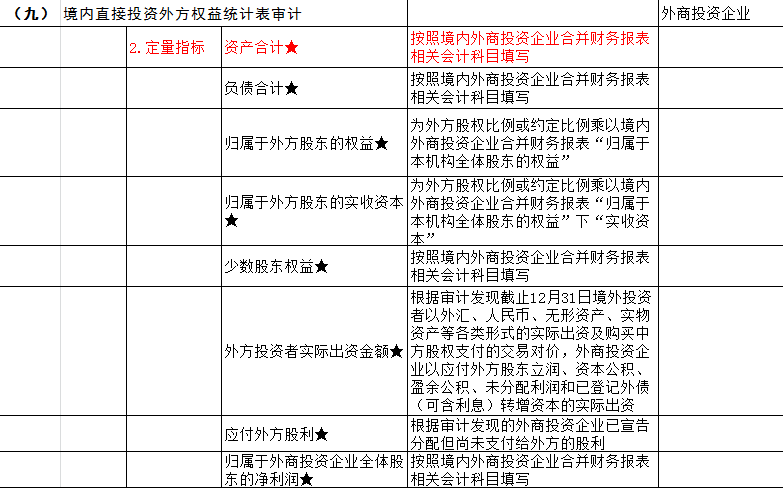 （九） 境内直接投资外方权益统计表审计 外商投资企业
2.定量指标 资产合计★ 按照境内外商投资企业合并财务报表
相关会计科目填写
负债合计★ 按照境内外商投资企业合并财务报表
相关会计科目填写
归属于外方股东的权益★ 为外方股权比例或约定比例乘以境内
外商投资企业合并财务报表“归属于
本机构全体股东的权益”
归属于外方股东的实收资本
★
为外方股权比例或约定比例乘以境内
外商投资企业合并财务报表“归属于
本机构全体股东的权益”下“实收资
本”
少数股东权益★ 按照境内外商投资企业合并财务报表
相关会计科目填写
外方投资者实际出资金额★ 根据审计发现截止12月31日境外投资
者以外汇、人民币、无形资产、实物
资产等各类形式的实际出资及购买中
方股权支付的交易对价，外商投资企
业以应付外方股东立润、资本公积、
盈余公积、未分配利润和已登记外债
（可含利息）转增资本的实际出资
应付外方股利★ 根据审计发现的外商投资企业已宣告
分配但尚未支付给外方的股利
归属于外商投资企业全体股
东的净利润★
按照境内外商投资企业合并财务报表
相关会计科目填写